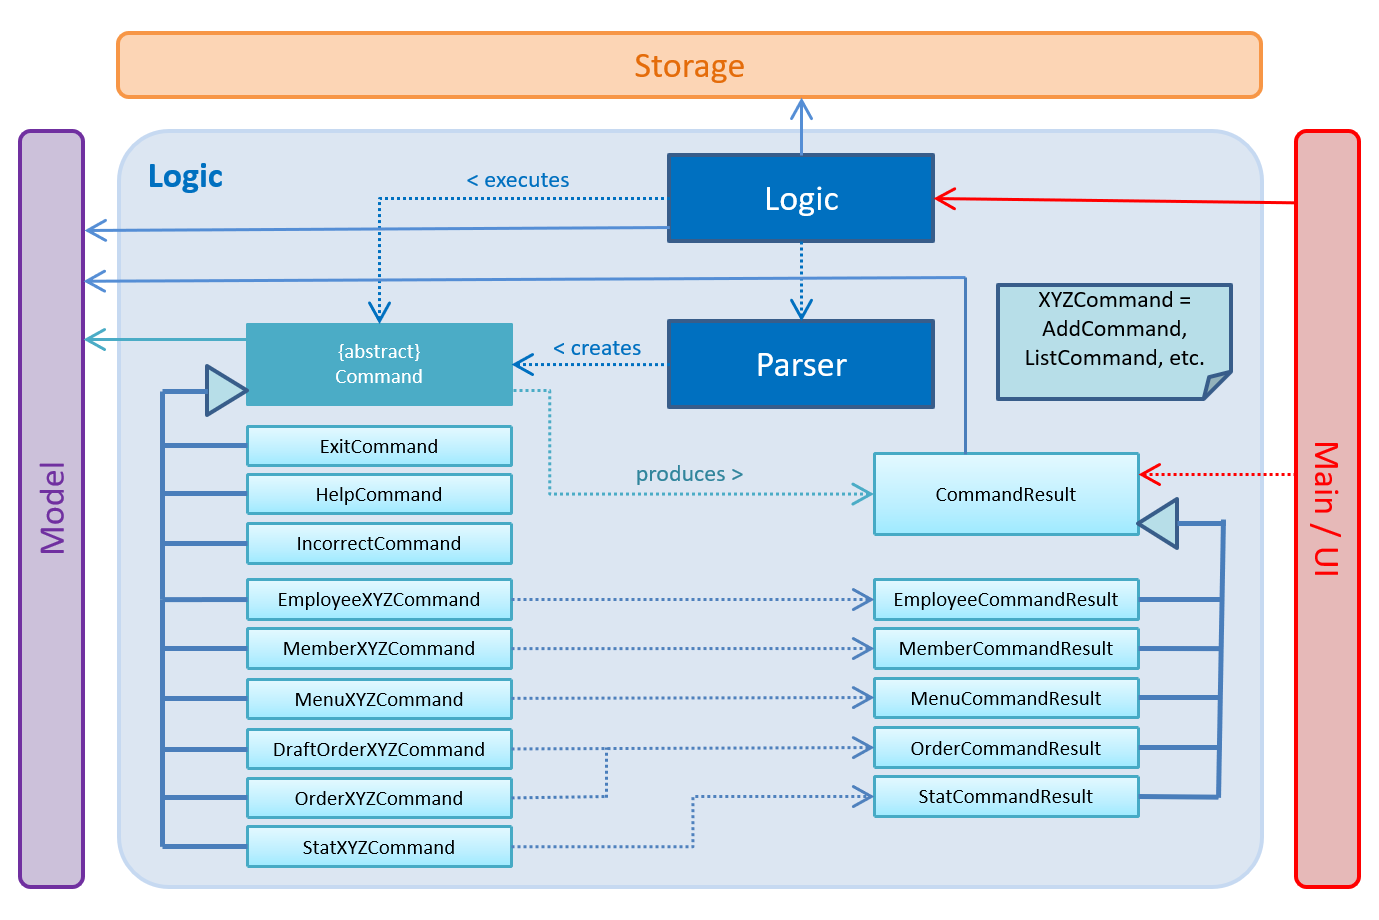 Storage
Logic
< executes
Logic
XYZCommand =
AddCommand,
ListCommand, etc.
{abstract}
Command
< creates
Parser
Model
Main / UI
ExitCommand
HelpCommand
IncorrectCommand
produces >
CommandResult
EmployeeXYZCommand
EmployeeCommandResult
MemberXYZCommand
MemberCommandResult
MenuXYZCommand
MenuCommandResult
DraftOrderXYZCommand
OrderCommandResult
OrderXYZCommand
StatCommandResult
StatXYZCommand